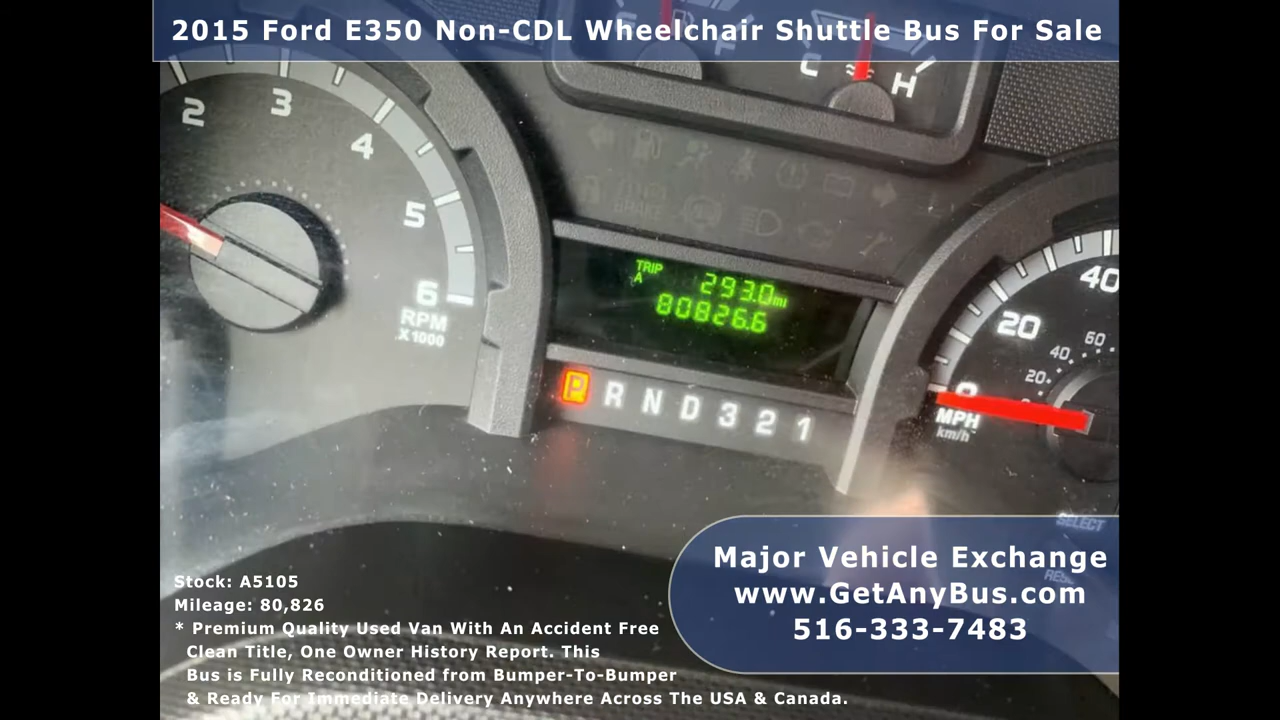 2015 Ford E350 Non-CDL Wheelchair Shuttle Bus For Sale
F
C H
2 3 4 5 6
RPM
X1000
TRIP A 293.0 mi
80826.6
P R N D 3 2 1
0 20 40
20 40 60
MPH
km/h
SELECT
Major Vehicle Exchange
www.GetAnyBus.com
516-333-7483
Stock: A5105
Mileage: 80,826
* Premium Quality Used Van With An Accident Free
Clean Title, One Owner History Report. This
Bus is Fully Reconditioned from Bumper-To-Bumper
& Ready For Immediate Delivery Anywhere Across The USA & Canada.